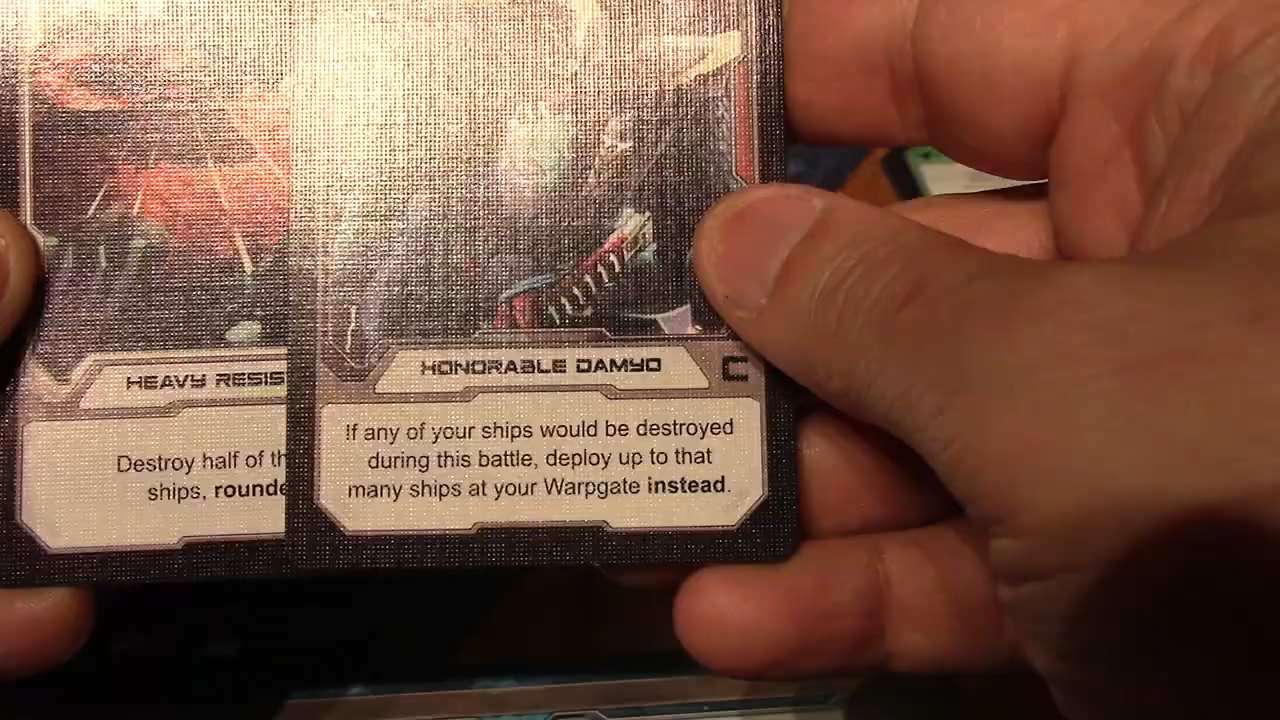 HEAVY RESIS
Destroy half of th
ships, rounde
HONORABLE DAMYO
C
If any of your ships would be destroyed
during this battle, deploy up to that
many ships at your Warpgate instead.